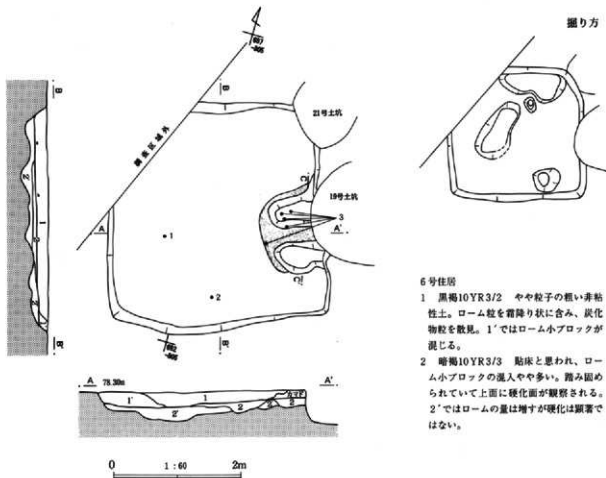 掘り方
B
21号土坑
調査区域外
B
19号土坑
C
3
A
A'
1
C'
2
B'
B'
6号住居
1 黒褐10YR3/2 やや粒子の粗い非粘
性土。ローム粒を霜降り状に含み、炭化
物粒を散見。1'ではローム小ブロックが
混じる。
2 暗褐10YR3/3 貼床と思われ、ロー
ム小ブロックの混入やや多い。踏み固め
られていて上面に硬化面が観察される。
2'ではロームの量は増すが硬化は顕著で
はない。
A 78.30m
A'
1'
1
カマド
2
2'
2
0 1:60 2m